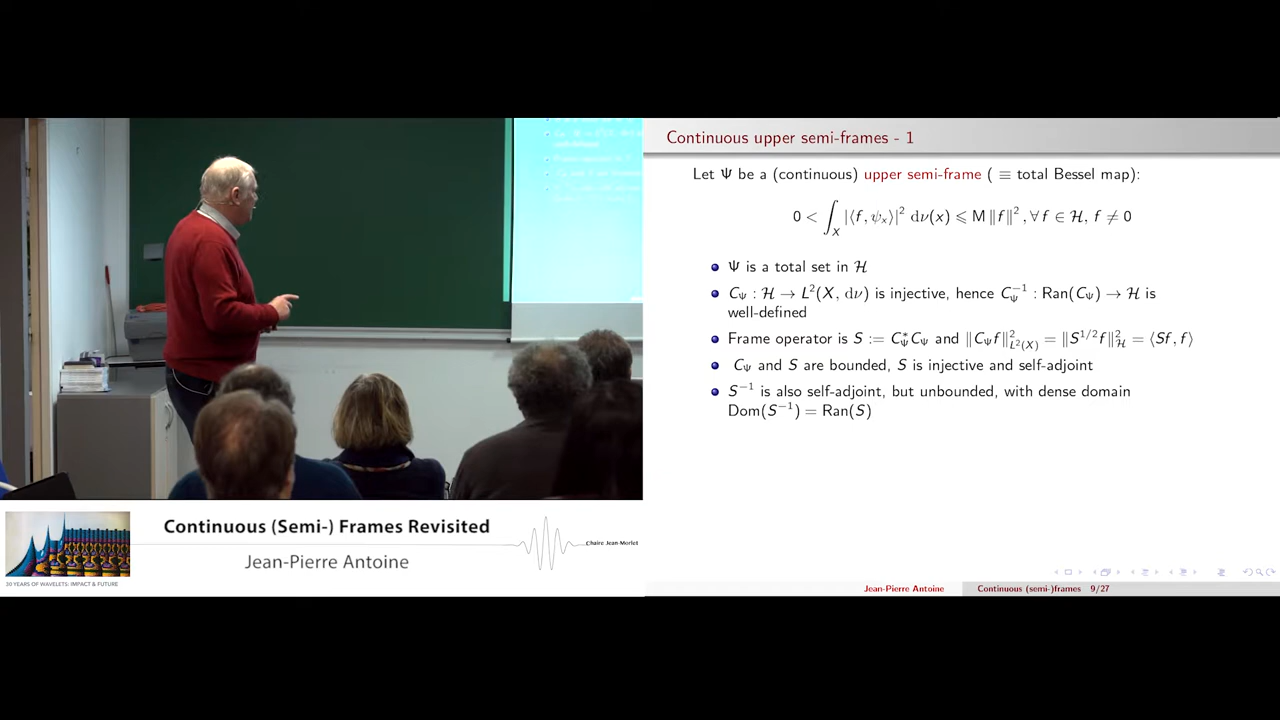 Continuous upper semi-frames - 1
Let Ψ be a (continuous) upper semi-frame ( ≡ total Bessel map):
0 < ∫_X |⟨f, ψ_x⟩|² dν(x) ⩽ M ‖f‖², ∀ f ∈ ℋ, f ≠ 0
Ψ is a total set in ℋ
C_Ψ : ℋ → L²(X, dν) is injective, hence C_Ψ^{-1} : Ran(C_Ψ) → ℋ is
well-defined
Frame operator is S := C_Ψ^* C_Ψ and ‖C_Ψ f‖²_{L²(X)} = ‖S^{1/2} f‖²_ℋ = ⟨Sf, f⟩
C_Ψ and S are bounded, S is injective and self-adjoint
S^{-1} is also self-adjoint, but unbounded, with dense domain
Dom(S^{-1}) = Ran(S)
Continuous (Semi-) Frames Revisited
Chaire Jean-Morlet
Jean-Pierre Antoine
30 YEARS OF WAVELETS: IMPACT & FUTURE
Jean-Pierre Antoine
Continuous (semi-)frames 9/27